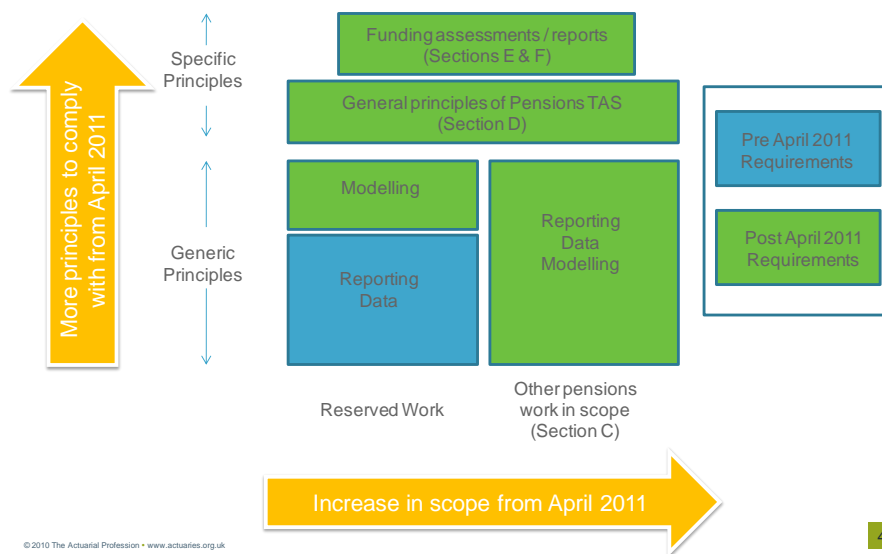 More principles to comply
with from April 2011
Specific
Principles
Funding assessments / reports
(Sections E & F)
General principles of Pensions TAS
(Section D)
Pre April 2011
Requirements
Post April 2011
Requirements
Generic
Principles
Modelling
Reporting
Data
Reporting
Data
Modelling
Reserved Work
Other pensions
work in scope
(Section C)
Increase in scope from April 2011
© 2010 The Actuarial Profession • www.actuaries.org.uk
4